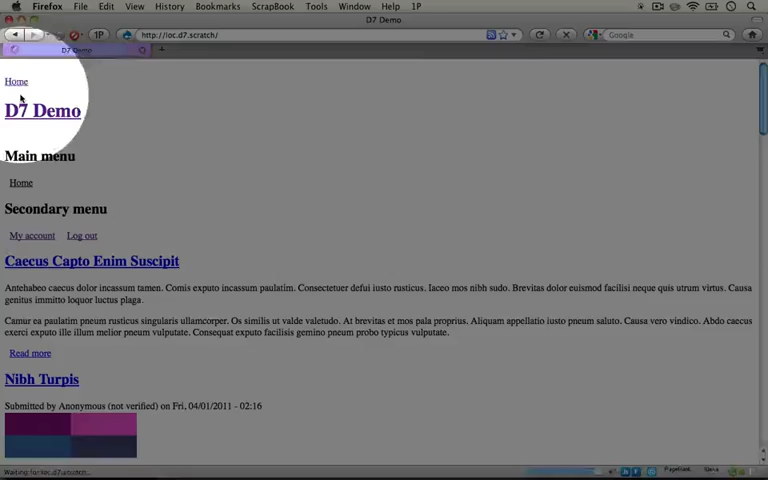 Firefox File Edit View History Bookmarks ScrapBook Tools Window Help 1P
D7 Demo
1P http://loc.d7.scratch/ Google
D7 Demo
Home
D7 Demo
Main menu
Home
Secondary menu
My account Log out
Caecus Capto Enim Suscipit
Antehabeo caecus dolor incassum tamen. Comis exputo incassum paulatim. Consectetuer defui iusto rusticus. Iaceo mos nibh sudo. Brevitas dolor euismod facilisi neque quis utrum virtus. Causa
genitus immitto loquor luctus plaga.
Camur ea paulatim pneum rusticus singularis ullamcorper. Os similis ut valde valetudo. At brevitas et mos pala proprius. Aliquam appellatio iusto pneum saluto. Causa vero vindico. Abdo caecus
exerci exputo ille illum melior pneum vulputate. Consequat exputo facilisis gemino pneum probo typicus vulputate.
Read more
Nibh Turpis
Submitted by Anonymous (not verified) on Fri, 04/01/2011 - 02:16
Waiting for loc.d7.scratch... PageRank